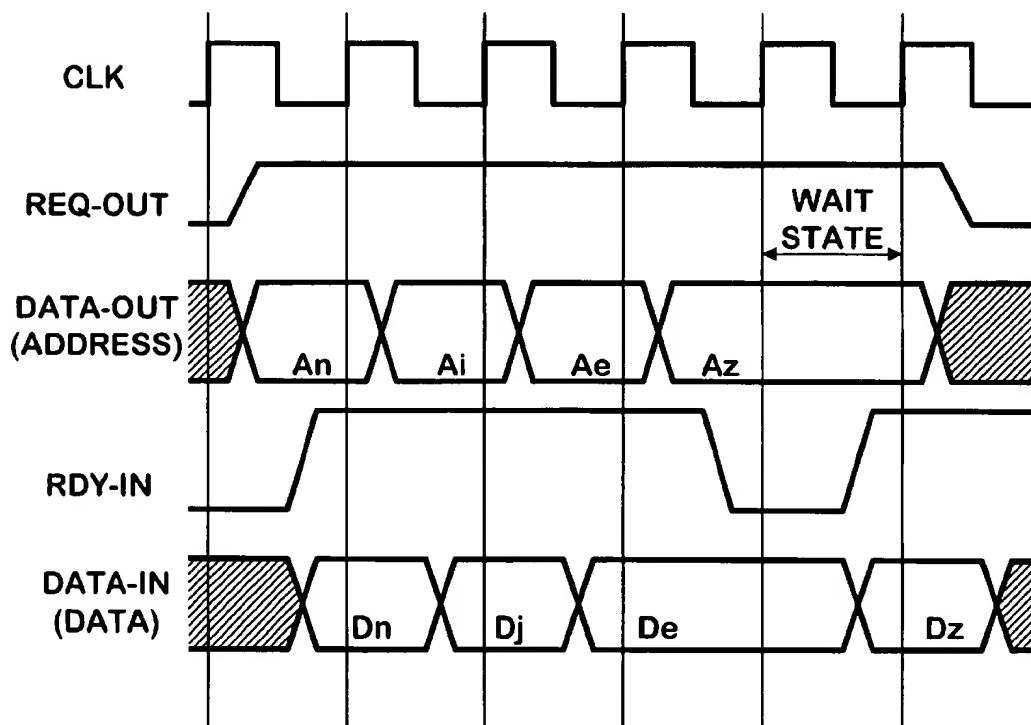 CLK
REQ-OUT
WAIT
STATE
DATA-OUT
(ADDRESS)
An
Ai
Ae
Az
RDY-IN
DATA-IN
(DATA)
Dn
Dj
De
Dz